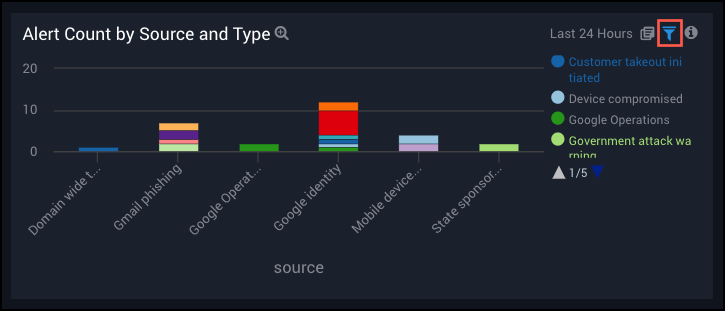 Alert Count by Source and Type
Last 24 Hours
20
10
0
Domain wide t...
Gmail phishing
Google Operat...
Google identity
Mobile device...
State sponsor...
source
Customer takeout ini
tiated
Device compromised
Google Operations
Government attack wa
rning
1/5